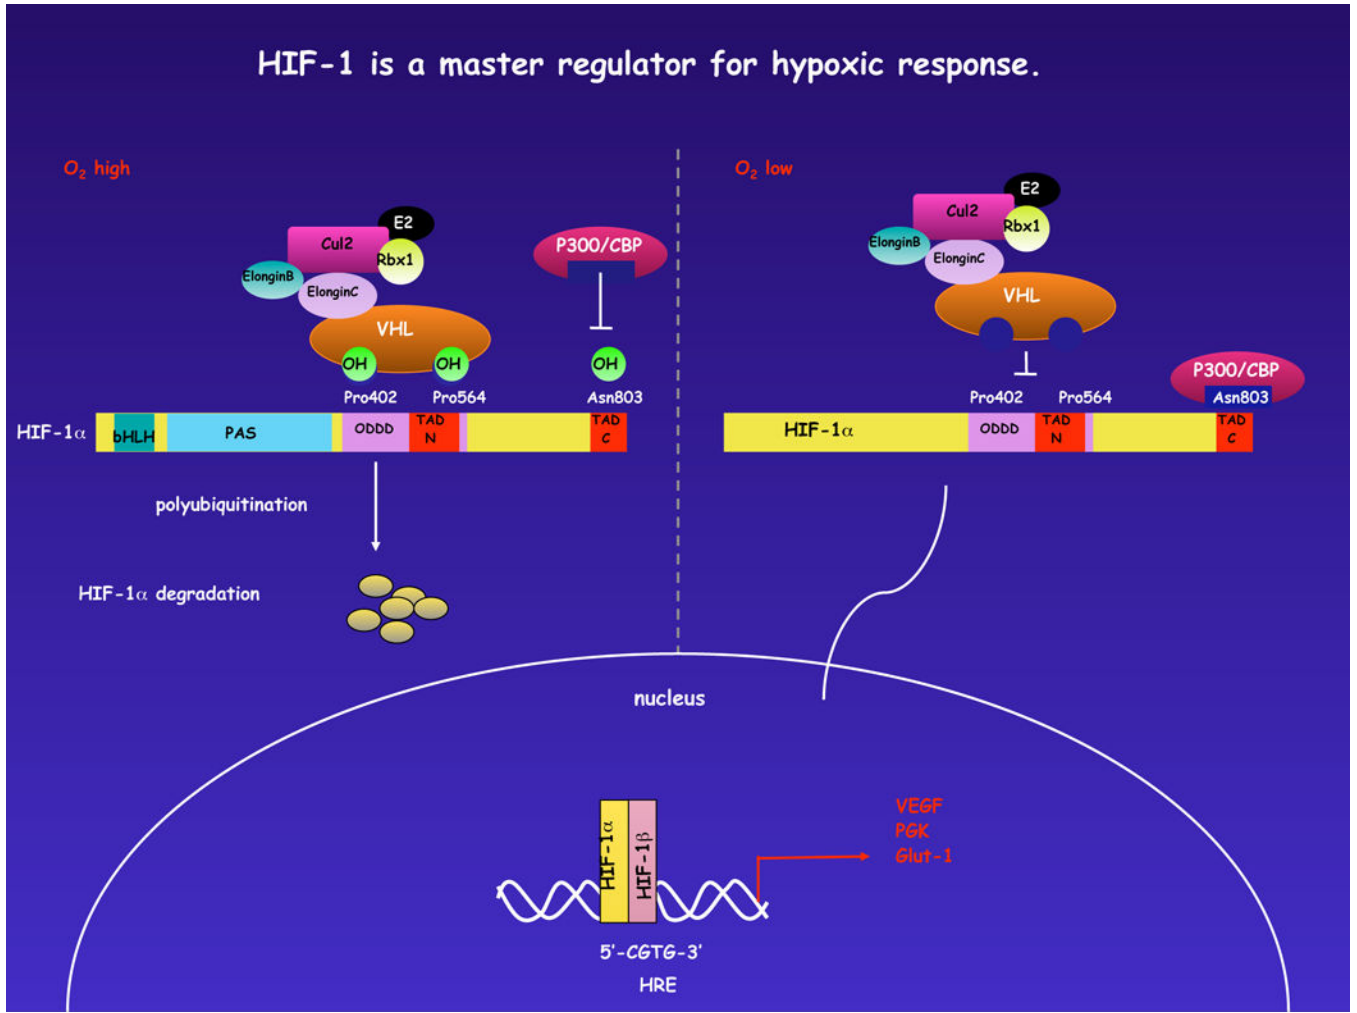 HIF-1 is a master regulator for hypoxic response.
O₂ high
E2
Cul2
Rbx1
ElonginB
ElonginC
VHL
P300/CBP
OH
OH
OH
Pro402
Pro564
Asn803
HIF-1α
bHLH
PAS
ODDD
TAD
N
TAD
C
polyubiquitination
HIF-1α degradation
O₂ low
E2
Cul2
Rbx1
ElonginB
ElonginC
VHL
P300/CBP
Pro402
Pro564
Asn803
HIF-1α
ODDD
TAD
N
TAD
C
nucleus
HIF-1α
HIF-1β
VEGF
PGK
Glut-1
5'-CGTG-3'
HRE